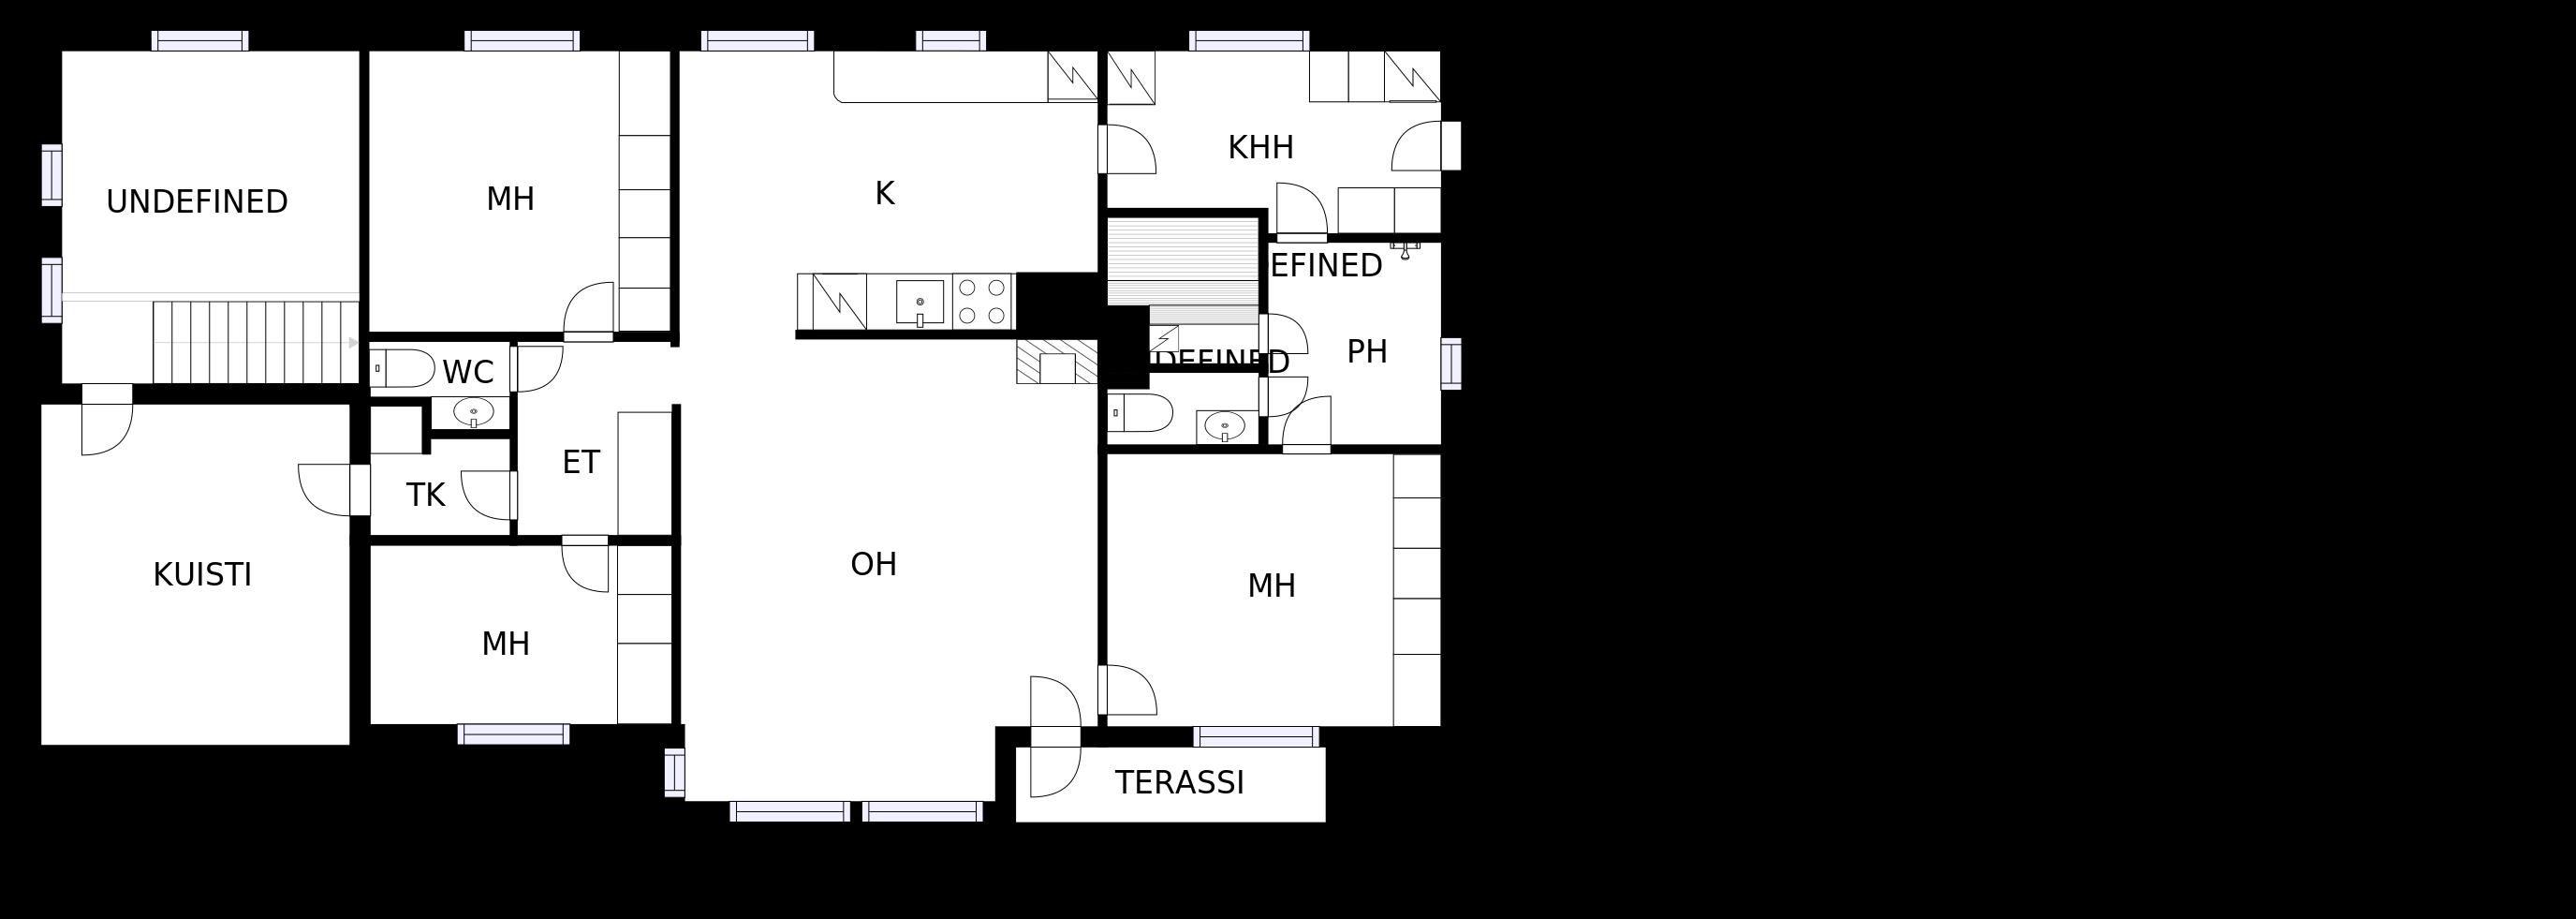 KHH
MH
K
UNDEFINED
EFINED
PH
WC
DEFINED
ET
TK
OH
KUISTI
MH
MH
TERASSI